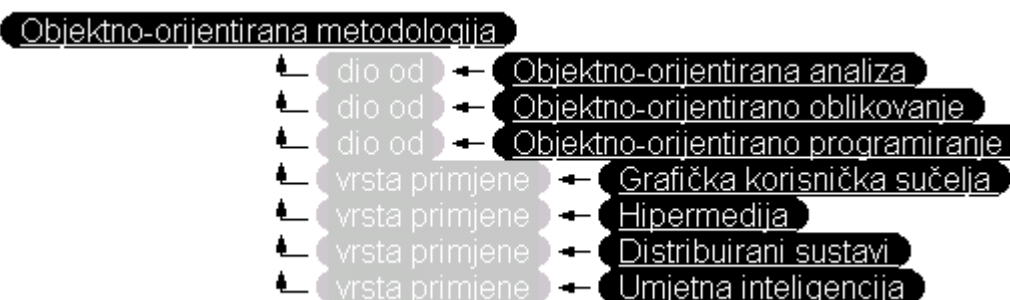 Objektno-orijentirana metodologija
dio od Objektno-orijentirana analiza
dio od Objektno-orijentirano oblikovanje
dio od Objektno-orijentirano programiranje
vrsta primjene Grafička korisnička sučelja
vrsta primjene Hipermedija
vrsta primjene Distribuirani sustavi
vrsta primjene Umjetna inteligencija